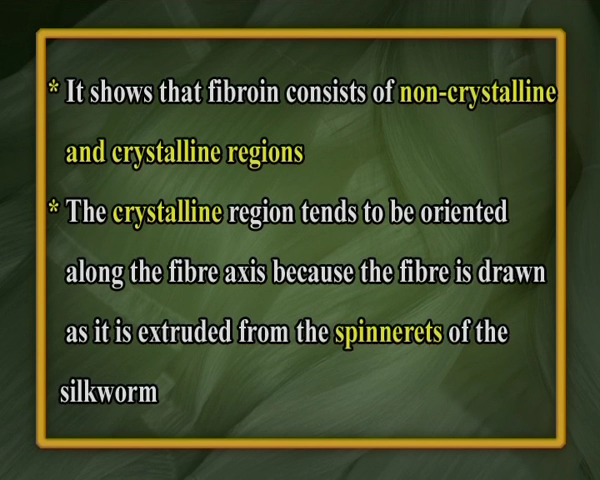 * It shows that fibroin consists of non-crystalline
and crystalline regions
* The crystalline region tends to be oriented
along the fibre axis because the fibre is drawn
as it is extruded from the spinnerets of the
silkworm